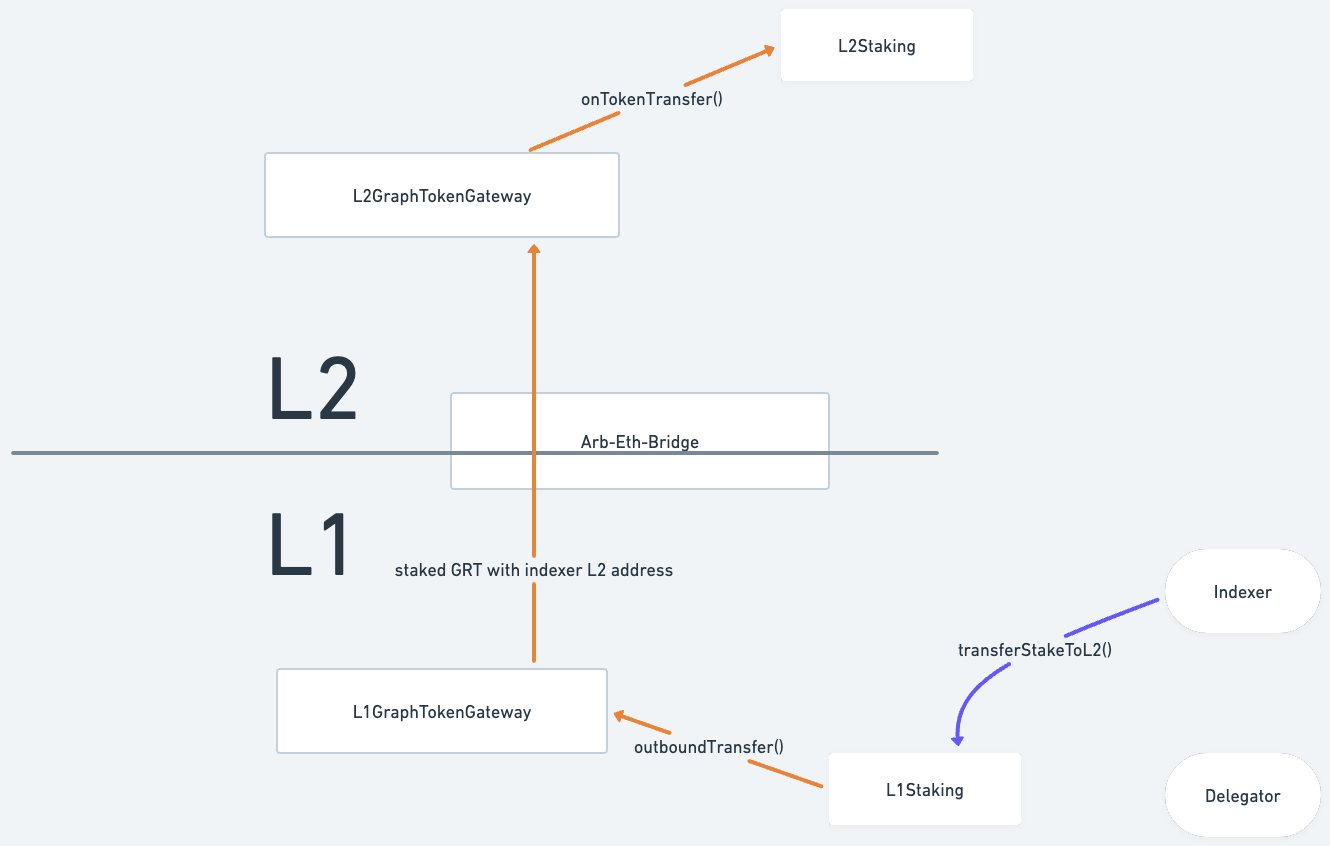 L2Staking
onTokenTransfer()
L2GraphTokenGateway
L2
Arb-Eth-Bridge
L1
staked GRT with indexer L2 address
Indexer
transferStakeToL2()
L1GraphTokenGateway
outboundTransfer()
L1Staking
Delegator